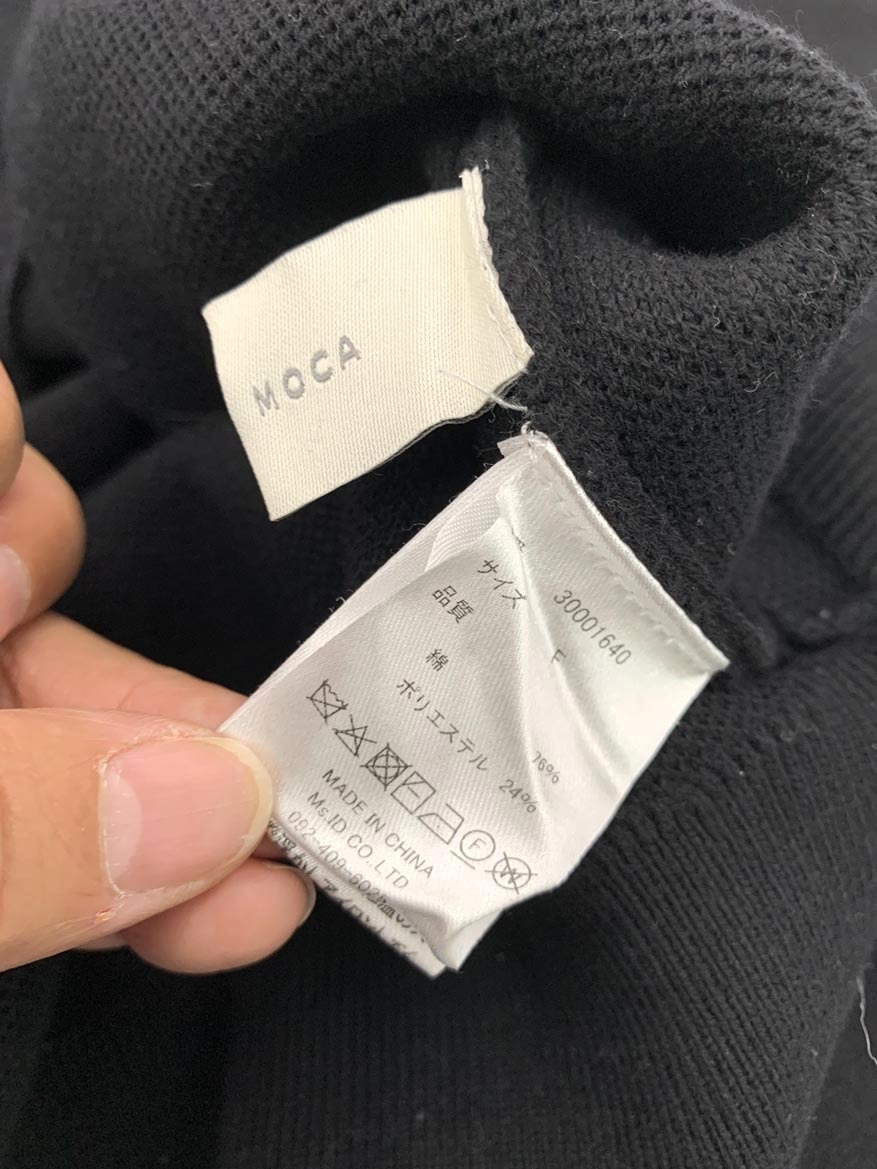 MOCA
30001640
サイズ F
品質
綿 76%
ポリエステル 24%
F W
MADE IN CHINA
Ms.ID CO.,LTD